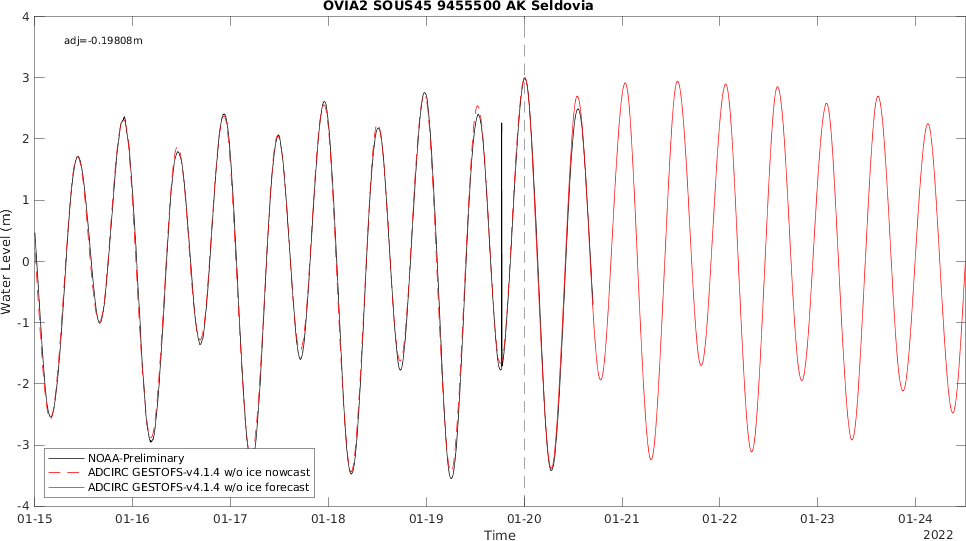 OVIA2 SOUS45 9455500 AK Seldovia
adj=-0.19808m
4
3
2
1
0
-1
-2
-3
-4
Water Level (m)
NOAA-Preliminary
ADCIRC GESTOFS-v4.1.4 w/o ice nowcast
ADCIRC GESTOFS-v4.1.4 w/o ice forecast
01-15 01-16 01-17 01-18 01-19 01-20 01-21 01-22 01-23 01-24
Time
2022